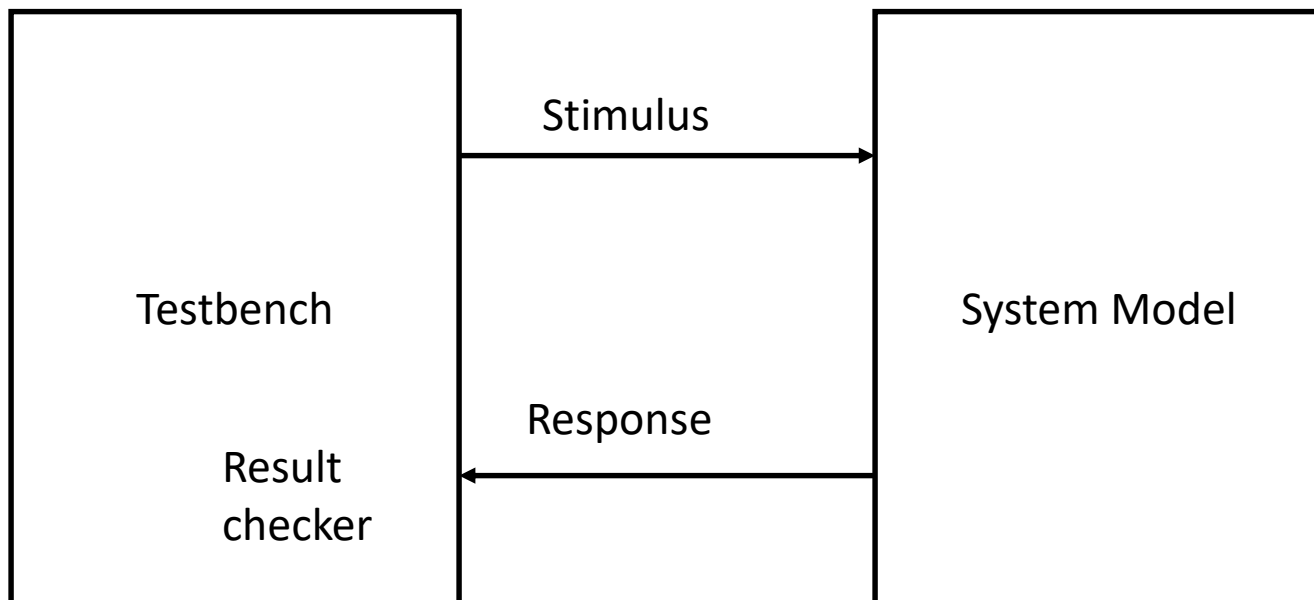 Stimulus
Testbench
System Model
Response
Result
checker